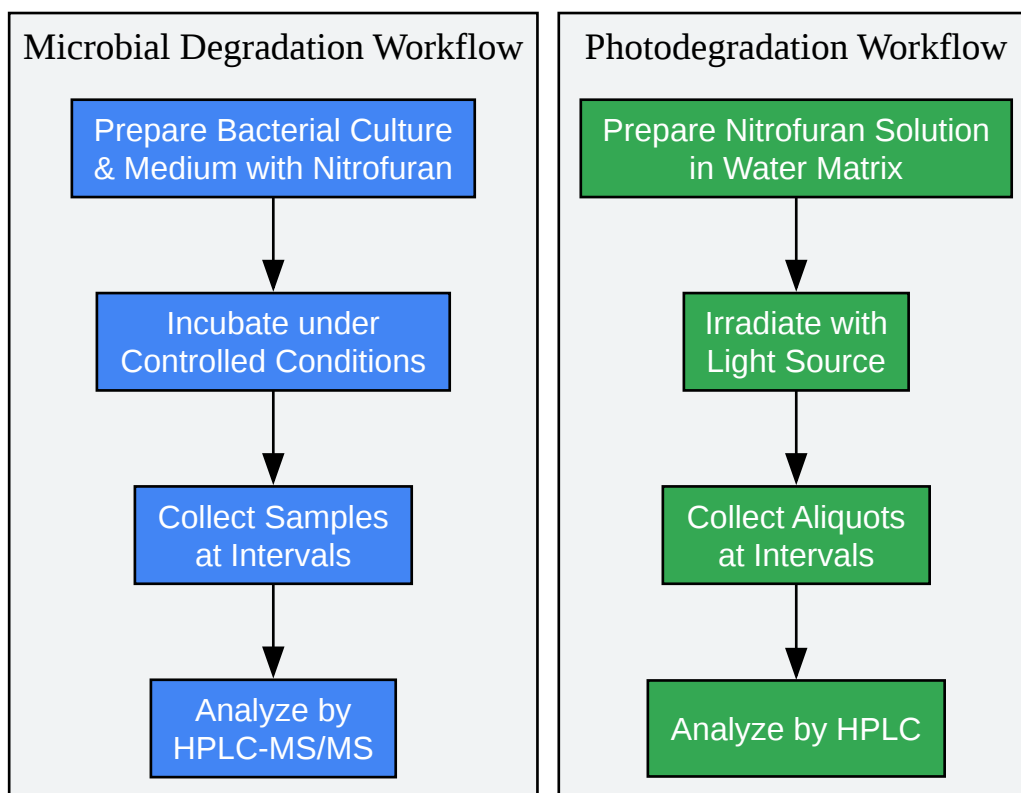 Microbial Degradation Workflow
Prepare Bacterial Culture
& Medium with Nitrofuran
Incubate under
Controlled Conditions
Collect Samples
at Intervals
Analyze by
HPLC-MS/MS
Photodegradation Workflow
Prepare Nitrofuran Solution
in Water Matrix
Irradiate with
Light Source
Collect Aliquots
at Intervals
Analyze by HPLC